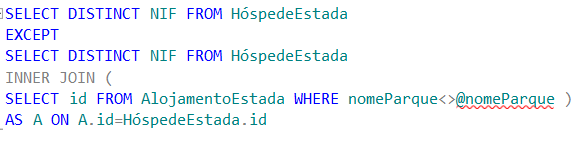 SELECT DISTINCT NIF FROM HóspedeEstada
EXCEPT
SELECT DISTINCT NIF FROM HóspedeEstada
INNER JOIN (
SELECT id FROM AlojamentoEstada WHERE nomeParque<>@nomeParque )
AS A ON A.id=HóspedeEstada.id